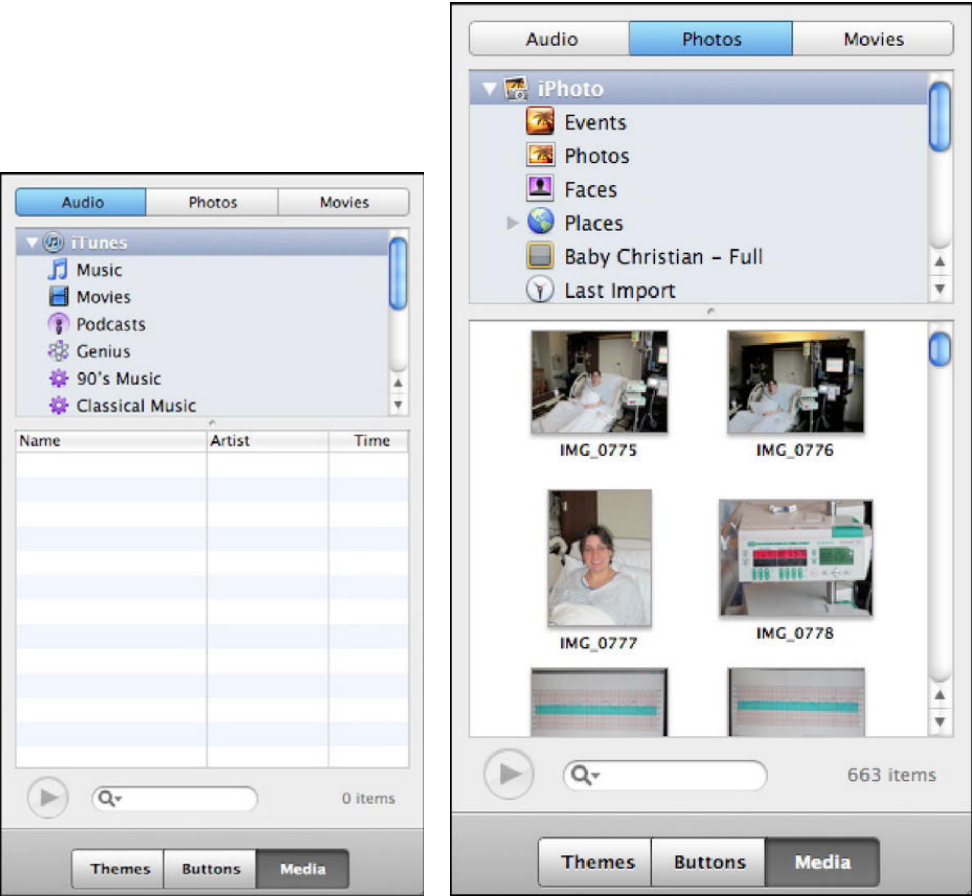 Audio Photos Movies
iTunes
Music
Movies
Podcasts
Genius
90's Music
Classical Music
Name Artist Time
0 items
Themes Buttons Media
Audio Photos Movies
iPhoto
Events
Photos
Faces
Places
Baby Christian – Full
Last Import
IMG_0775 IMG_0776
IMG_0777 IMG_0778
663 items
Themes Buttons Media